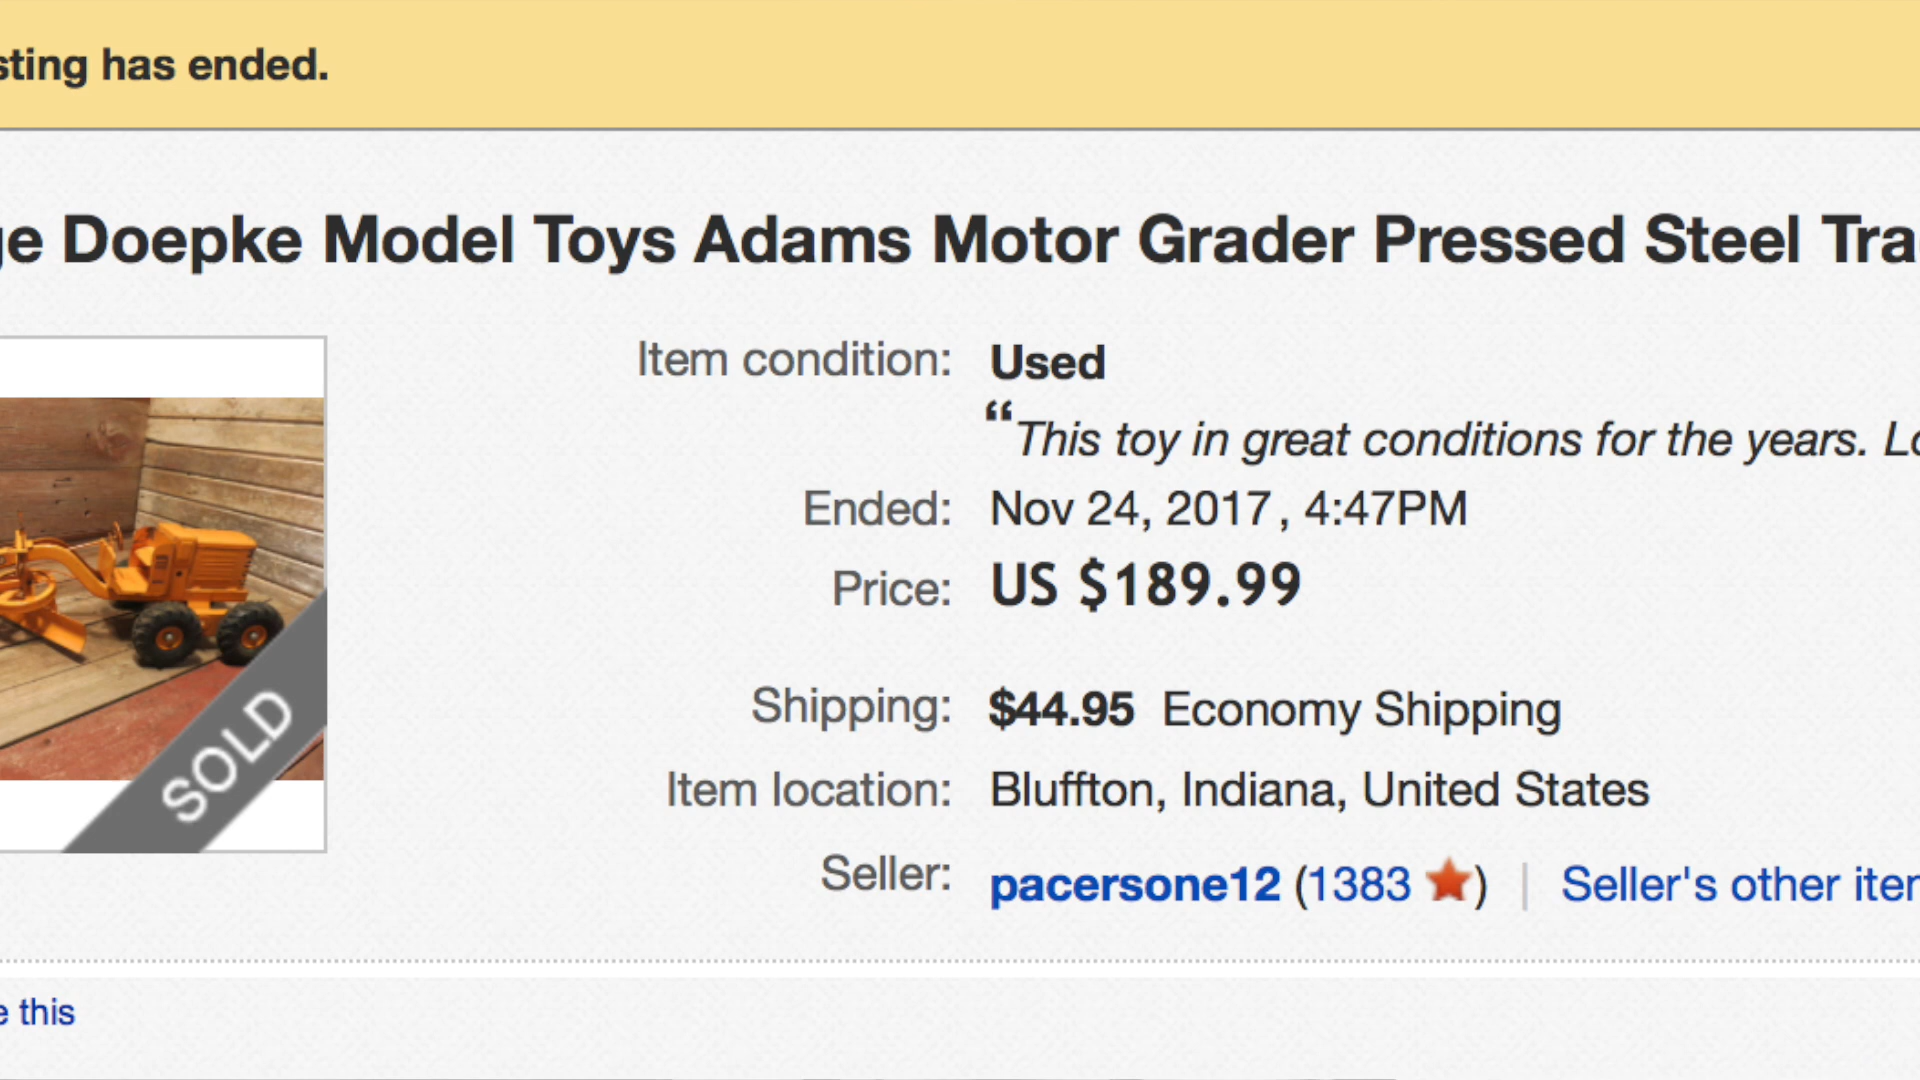 sting has ended.
ge Doepke Model Toys Adams Motor Grader Pressed Steel Tra
Item condition: Used
“This toy in great conditions for the years. Lo
Ended: Nov 24, 2017, 4:47PM
Price: US $189.99
Shipping: $44.95 Economy Shipping
Item location: Bluffton, Indiana, United States
Seller: pacersone12 (1383 ) | Seller's other iter
SOLD
e this